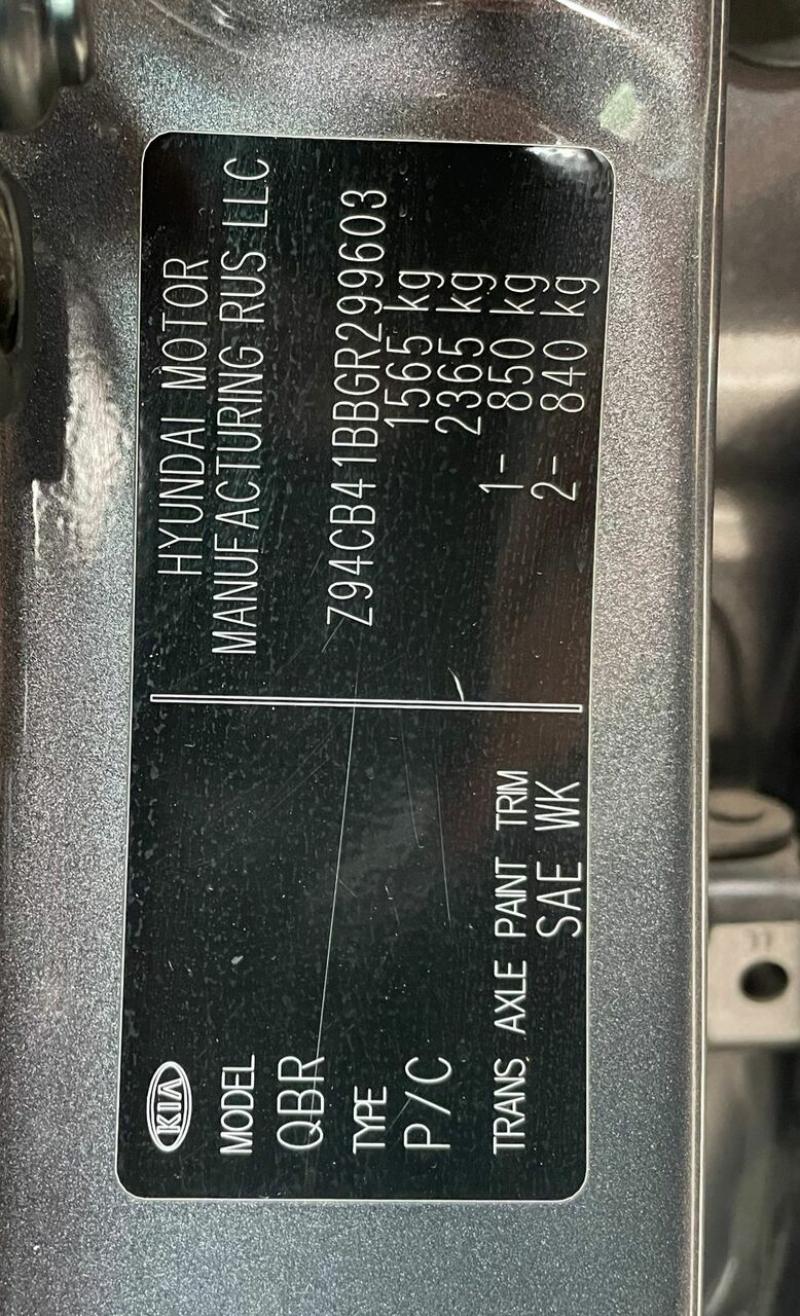 KIA
MODEL
QBR
TYPE
P/C
TRANS. AXLE PAINT TRIM
SAE WK
HYUNDAI MOTOR
MANUFACTURING RUS LLC
Z94CB41BBGR299603
1565 kg
2365 kg
1- 850 kg
2- 840 kg